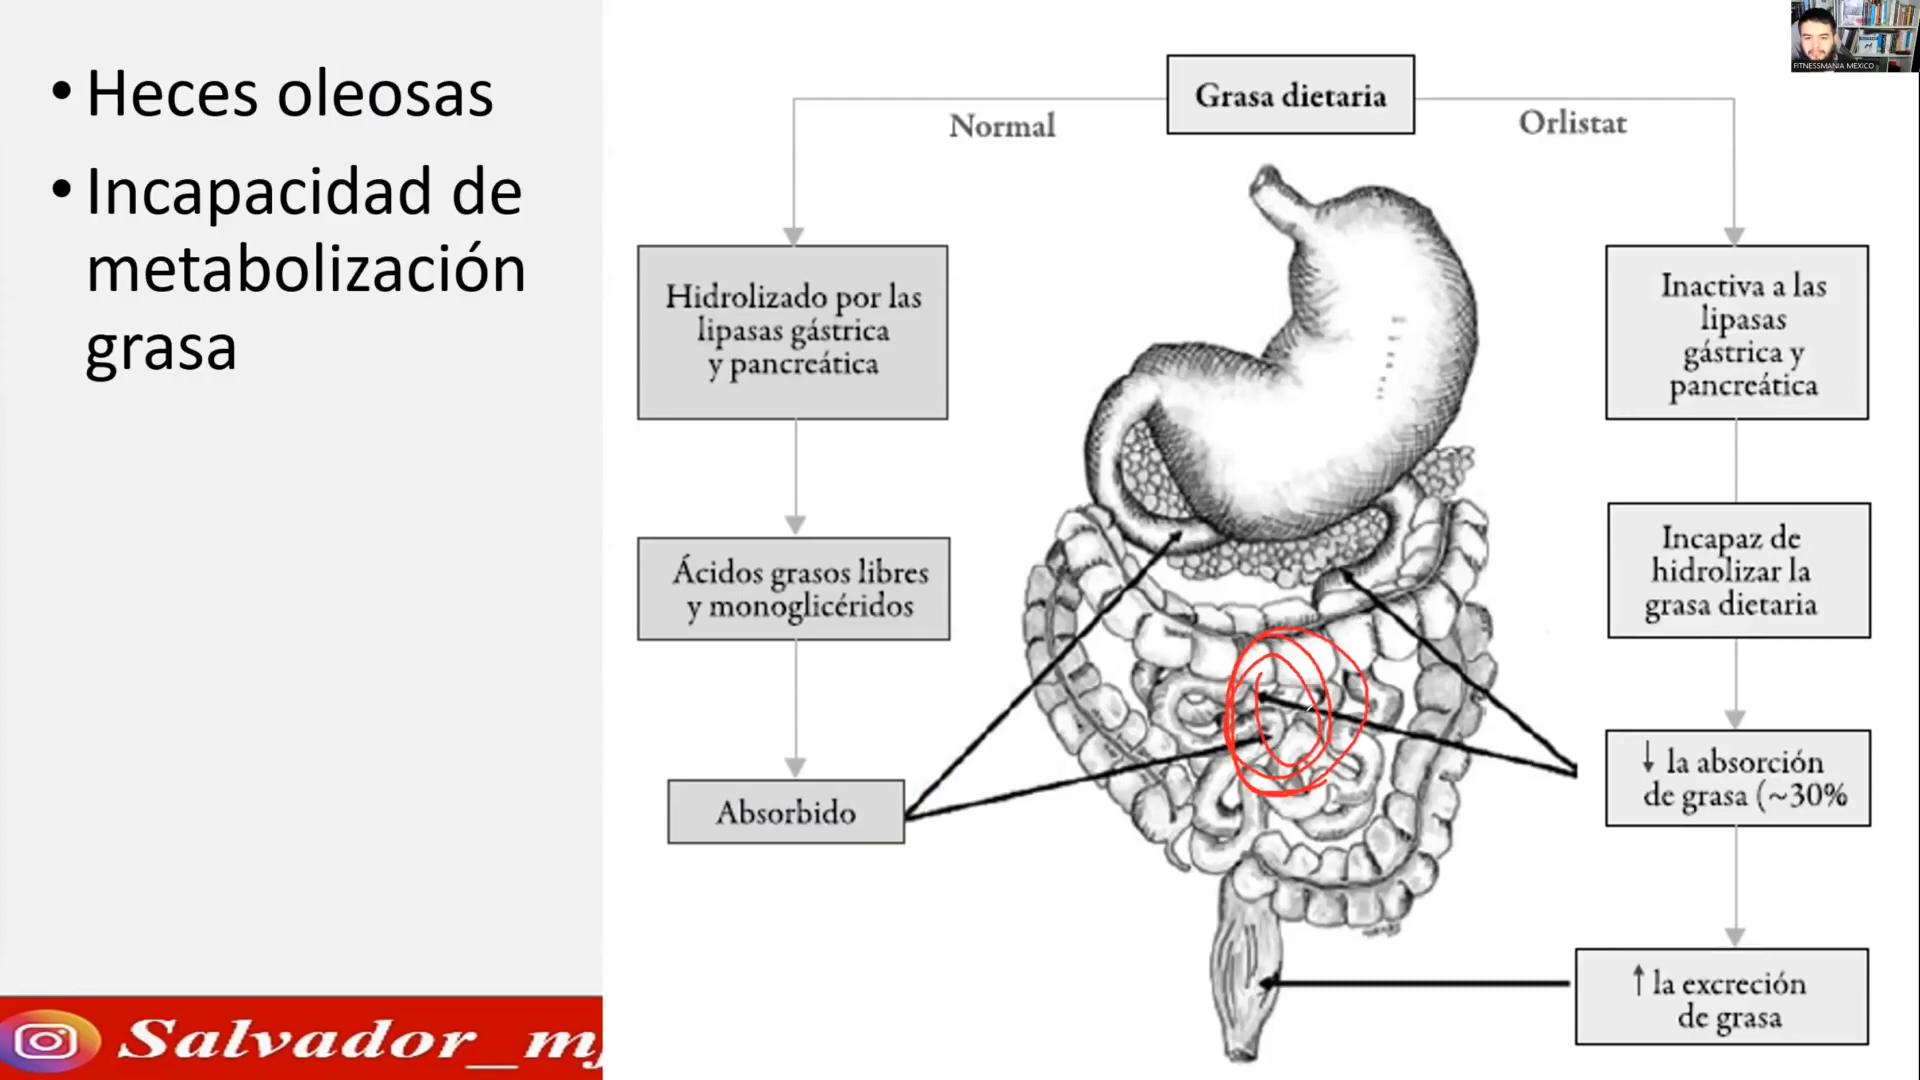 • Heces oleosas
• Incapacidad de
metabolización
grasa
Salvador_m
FITNESSMANIA MEXICO
Grasa dietaria
Normal
Orlistat
Hidrolizado por las
lipasas gástrica
y pancreática
Ácidos grasos libres
y monoglicéridos
Absorbido
Inactiva a las
lipasas
gástrica y
pancreática
Incapaz de
hidrolizar la
grasa dietaria
↓ la absorción
de grasa (~30%
↑ la excreción
de grasa